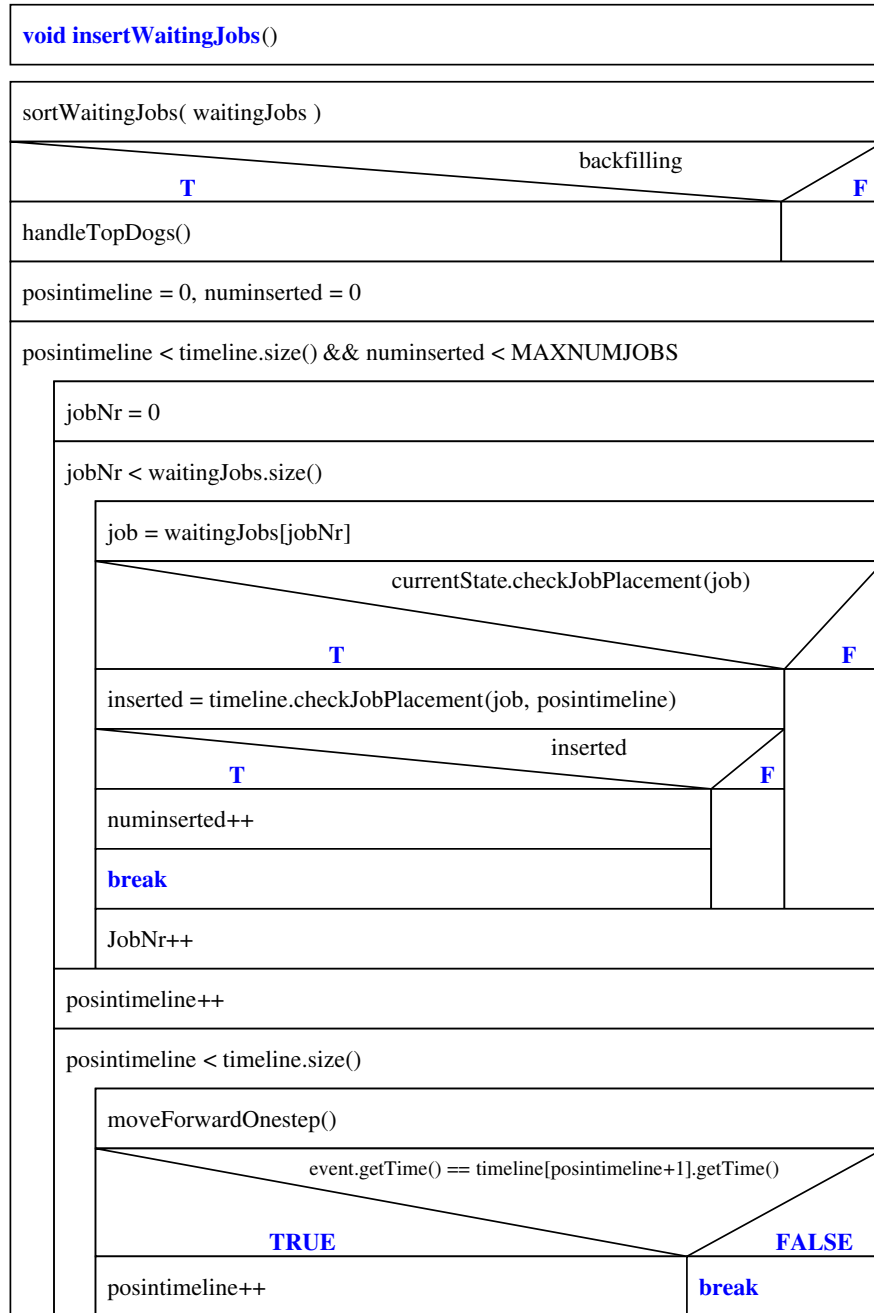 void insertWaitingJobs()
sortWaitingJobs( waitingJobs )
backfilling
T F
handleTopDogs()
posintimeline = 0, numinserted = 0
posintimeline < timeline.size() && numinserted < MAXNUMJOBS
jobNr = 0
jobNr < waitingJobs.size()
job = waitingJobs[jobNr]
currentState.checkJobPlacement(job)
T F
inserted = timeline.checkJobPlacement(job, posintimeline)
inserted
T F
numinserted++
break
JobNr++
posintimeline++
posintimeline < timeline.size()
moveForwardOnestep()
event.getTime() == timeline[posintimeline+1].getTime()
TRUE FALSE
posintimeline++ break